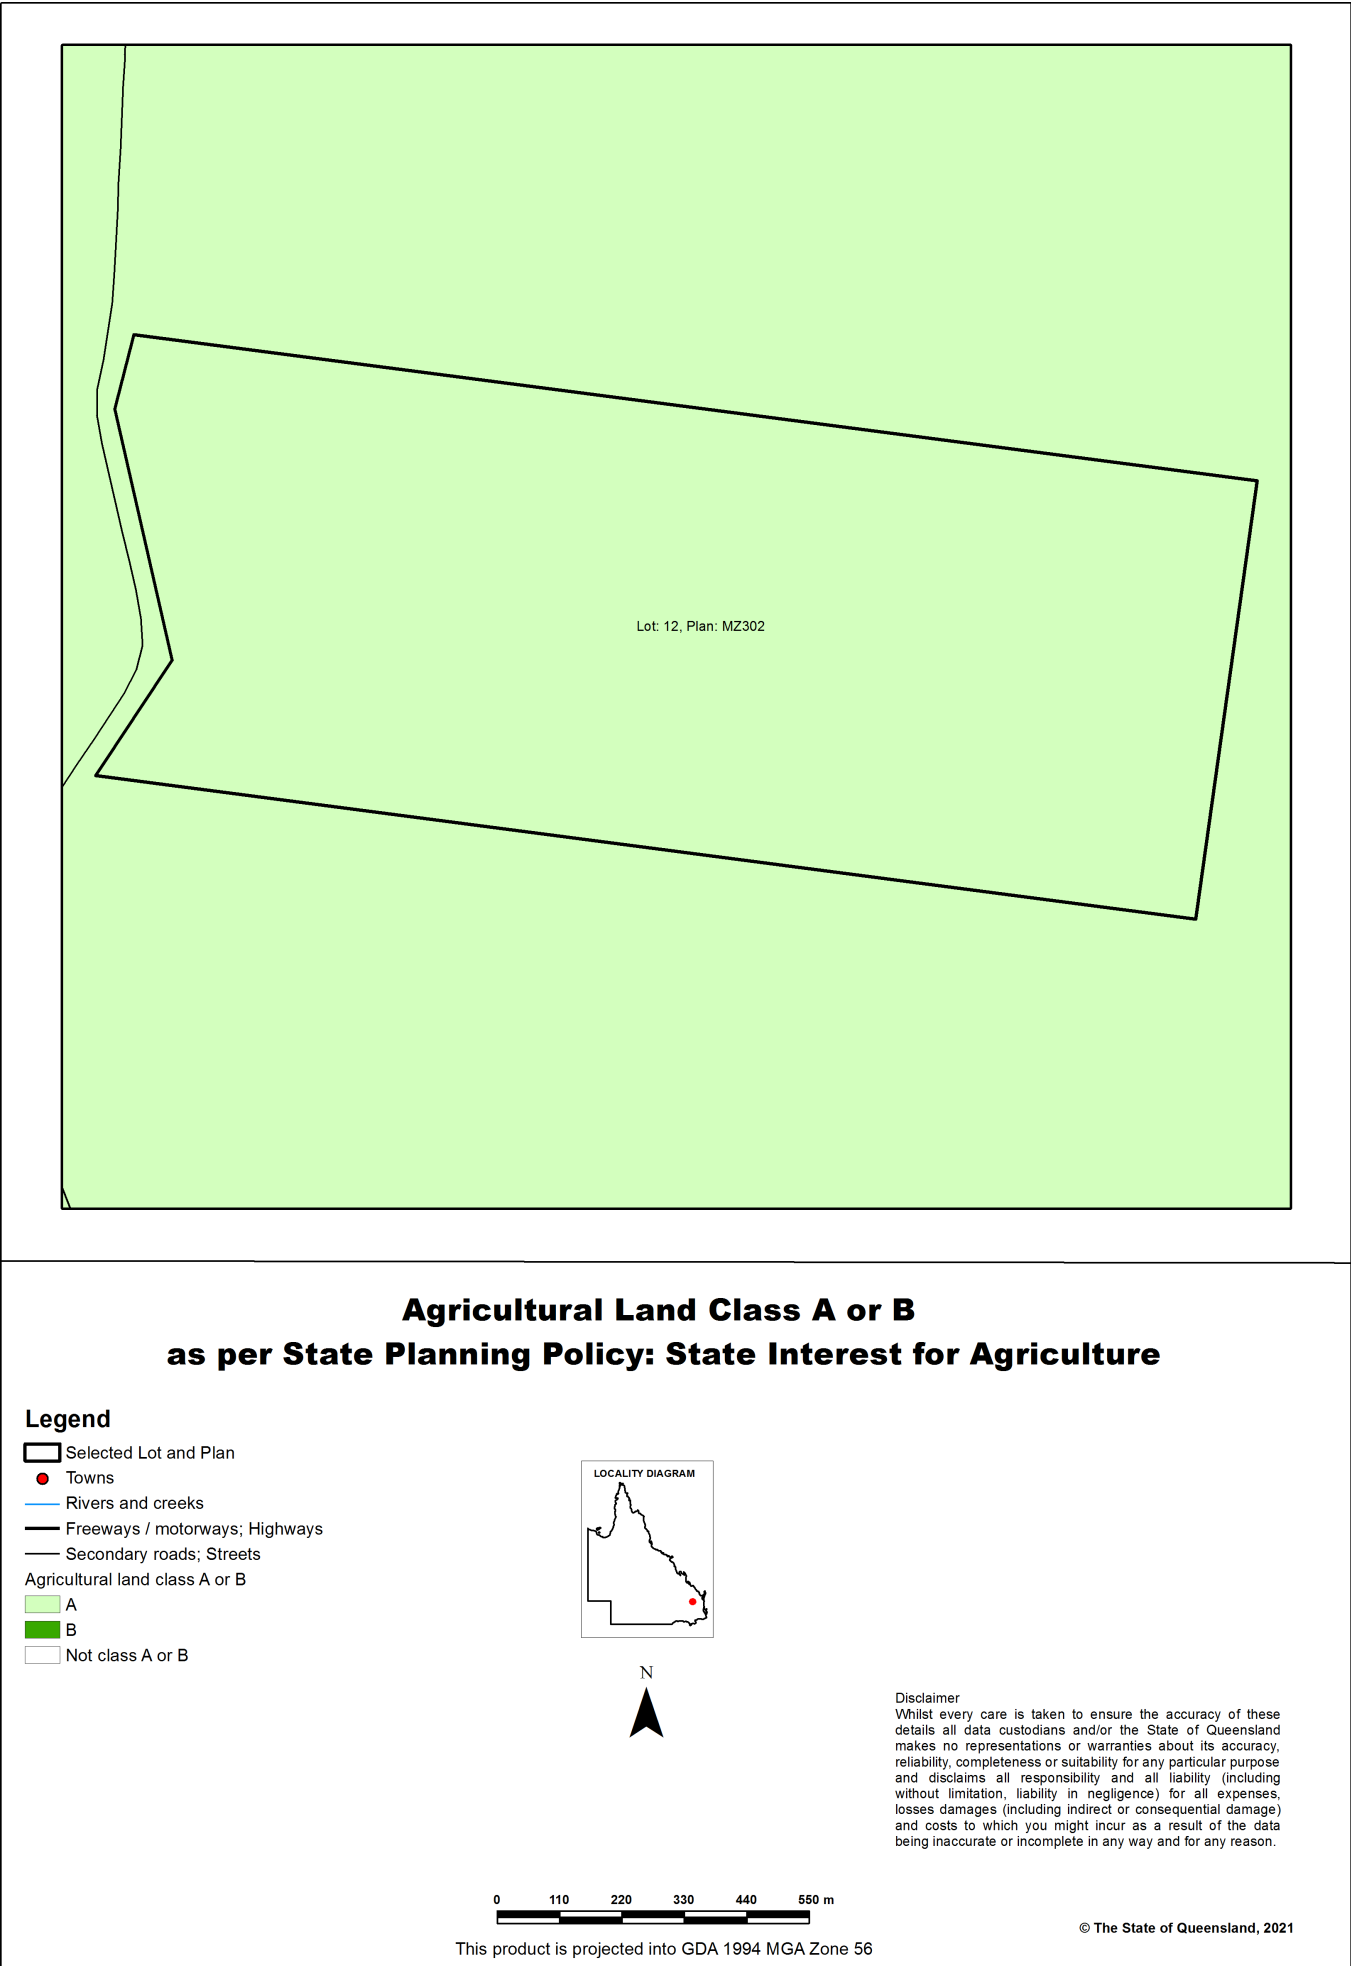 Lot: 12, Plan: MZ302
Agricultural Land Class A or B
as per State Planning Policy: State Interest for Agriculture
Legend
Selected Lot and Plan
Towns
Rivers and creeks
Freeways / motorways; Highways
Secondary roads; Streets
Agricultural land class A or B
A
B
Not class A or B
LOCALITY DIAGRAM
N
Disclaimer
Whilst every care is taken to ensure the accuracy of these
details all data custodians and/or the State of Queensland
makes no representations or warranties about its accuracy,
reliability, completeness or suitability for any particular purpose
and disclaims all responsibility and all liability (including
without limitation, liability in negligence) for all expenses,
losses damages (including indirect or consequential damage)
and costs to which you might incur as a result of the data
being inaccurate or incomplete in any way and for any reason.
0 110 220 330 440 550 m
© The State of Queensland, 2021
This product is projected into GDA 1994 MGA Zone 56